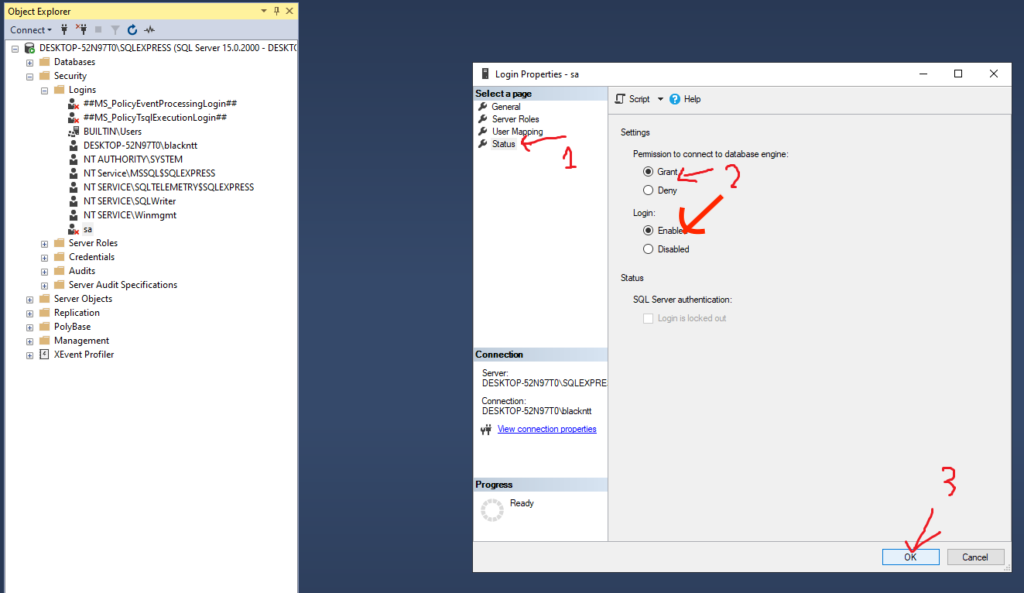 Object Explorer
Connect
DESKTOP-52N97T0\SQLEXPRESS (SQL Server 15.0.2000 - DESKTO
Databases
Security
Logins
##MS_PolicyEventProcessingLogin##
##MS_PolicyTsqlExecutionLogin##
BUILTIN\Users
DESKTOP-52N97T0\blackntt
NT AUTHORITY\SYSTEM
NT Service\MSSQL$SQLEXPRESS
NT SERVICE\SQLTELEMETRY$SQLEXPRESS
NT SERVICE\SQLWriter
NT SERVICE\Winmgmt
sa
Server Roles
Credentials
Audits
Server Audit Specifications
Server Objects
Replication
PolyBase
Management
XEvent Profiler
Login Properties - sa
Select a page
General
Server Roles
User Mapping
Status
1
Script
Help
Settings
Permission to connect to database engine:
Grant
2
Deny
Login:
Enabled
Disabled
Status
SQL Server authentication:
Login is locked out
Connection
Server:
DESKTOP-52N97T0\SQLEXPRE
Connection:
DESKTOP-52N97T0\blackntt
View connection properties
Progress
Ready
3
OK
Cancel